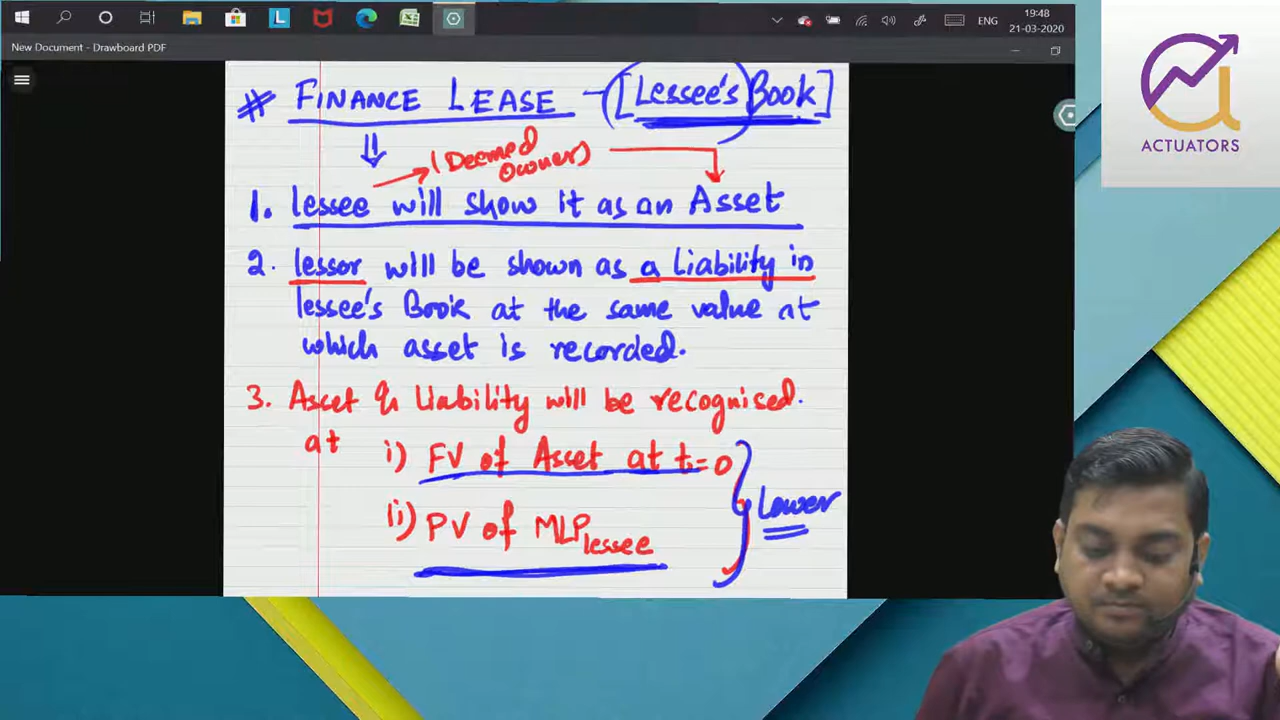 19:48
ENG
21-03-2020
New Document - Drawboard PDF
ACTUATORS
# FINANCE LEASE - [Lessee's Book]
(Deemed Owner)
1. lessee will show it as an Asset
2. lessor will be shown as a liability in
lessee's Book at the same value at
which asset is recorded.
3. Asset & Liability will be recognised
at
i) FV of Asset at t=0
ii) PV of MLP lessee
Lower